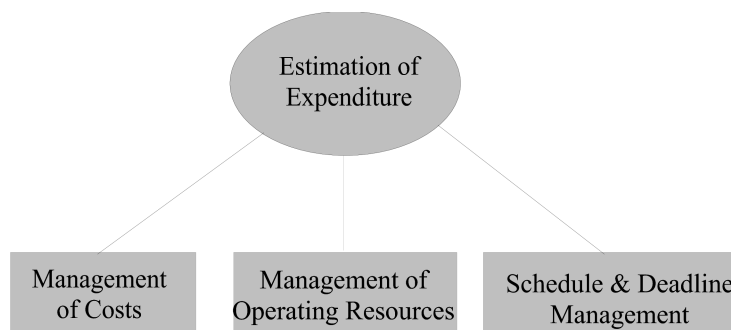 Estimation of
Expenditure
Management
of Costs
Management of
Operating Resources
Schedule & Deadline
Management